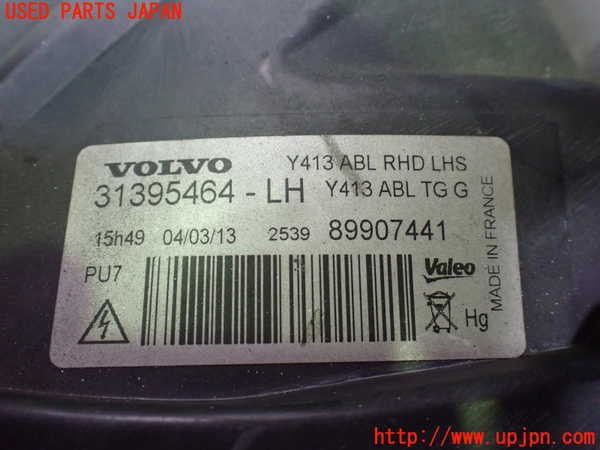 USED PARTS JAPAN
VOLVO Y413 ABL RHD LHS
31395464 - LH Y413 ABL TG G
15h49 04/03/13 2539 89907441
PU7
Valeo
Hg
MADE IN FRANCE
http://www.upjpn.com/